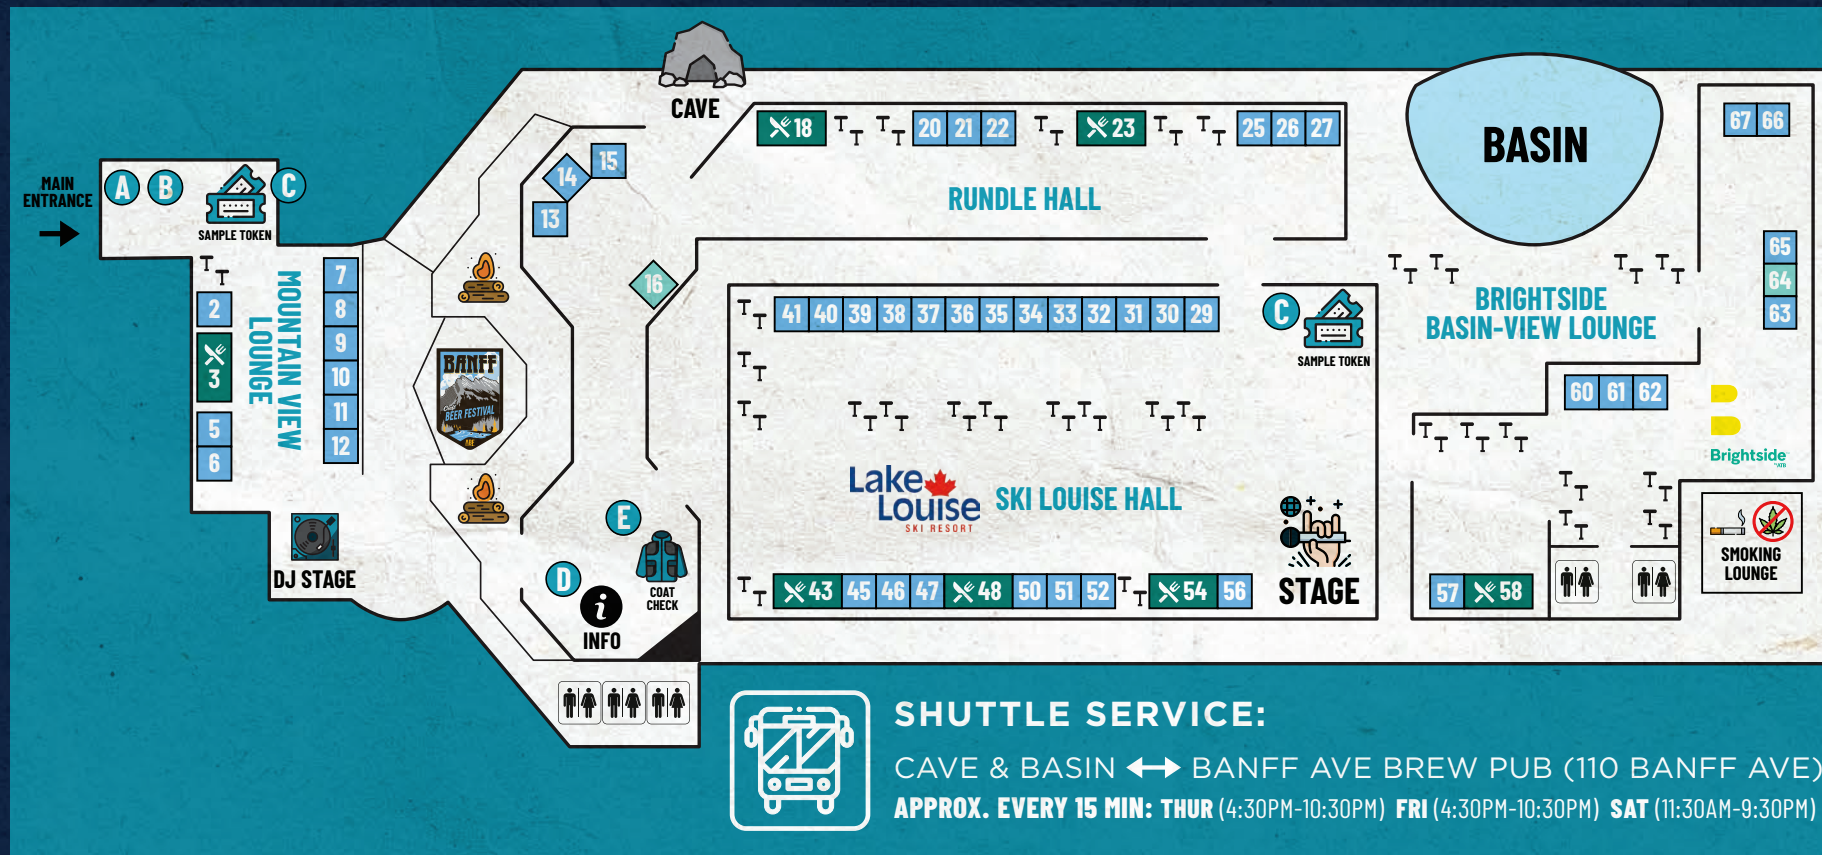 CAVE
MAIN
ENTRANCE
A
B
C
SAMPLE TOKEN
2
3
5
6
MOUNTAIN VIEW
LOUNGE
7
8
9
10
11
12
DJ STAGE
BANFF
CRAFT
BEER FESTIVAL
ABE
13
14
15
16
18
20 21 22
23
25 26 27
RUNDLE HALL
41 40 39 38 37 36 35 34 33 32 31 30 29
C
SAMPLE TOKEN
Lake
Louise
SKI RESORT
SKI LOUISE HALL
STAGE
43 45 46 47 48 50 51 52
54 56
E
COAT
CHECK
D
i
INFO
BASIN
BRIGHTSIDE
BASIN-VIEW LOUNGE
67 66
65
64
63
60 61 62
Brightside
by ATB
57 58
SMOKING
LOUNGE
SHUTTLE SERVICE:
CAVE & BASIN ↔ BANFF AVE BREW PUB (110 BANFF AVE)
APPROX. EVERY 15 MIN: THUR (4:30PM-10:30PM) FRI (4:30PM-10:30PM) SAT (11:30AM-9:30PM)